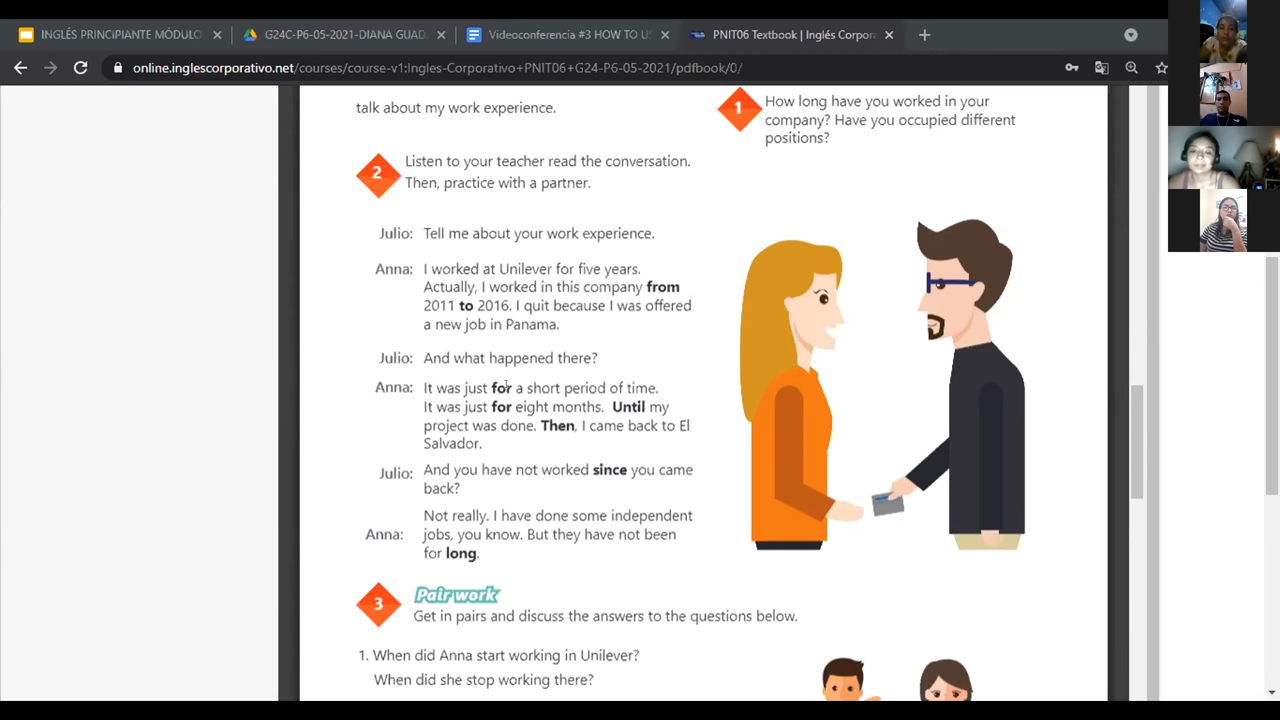 INGLÉS PRINCIPIANTE MÓDULO
G24C-P6-05-2021-DIANA GUAD
Videoconferencia #3 HOW TO US
PNIT06 Textbook | Inglés Corpor
online.inglescorporativo.net/courses/course-v1:Ingles-Corporativo+PNIT06+G24-P6-05-2021/pdfbook/0/
talk about my work experience.
1
How long have you worked in your
company? Have you occupied different
positions?
2
Listen to your teacher read the conversation.
Then, practice with a partner.
Julio: Tell me about your work experience.
Anna: I worked at Unilever for five years.
Actually, I worked in this company from
2011 to 2016. I quit because I was offered
a new job in Panama.
Julio: And what happened there?
Anna: It was just for a short period of time.
It was just for eight months. Until my
project was done. Then, I came back to El
Salvador.
Julio: And you have not worked since you came
back?
Not really. I have done some independent
Anna: jobs, you know. But they have not been
for long.
3
Pair work
Get in pairs and discuss the answers to the questions below.
1. When did Anna start working in Unilever?
When did she stop working there?